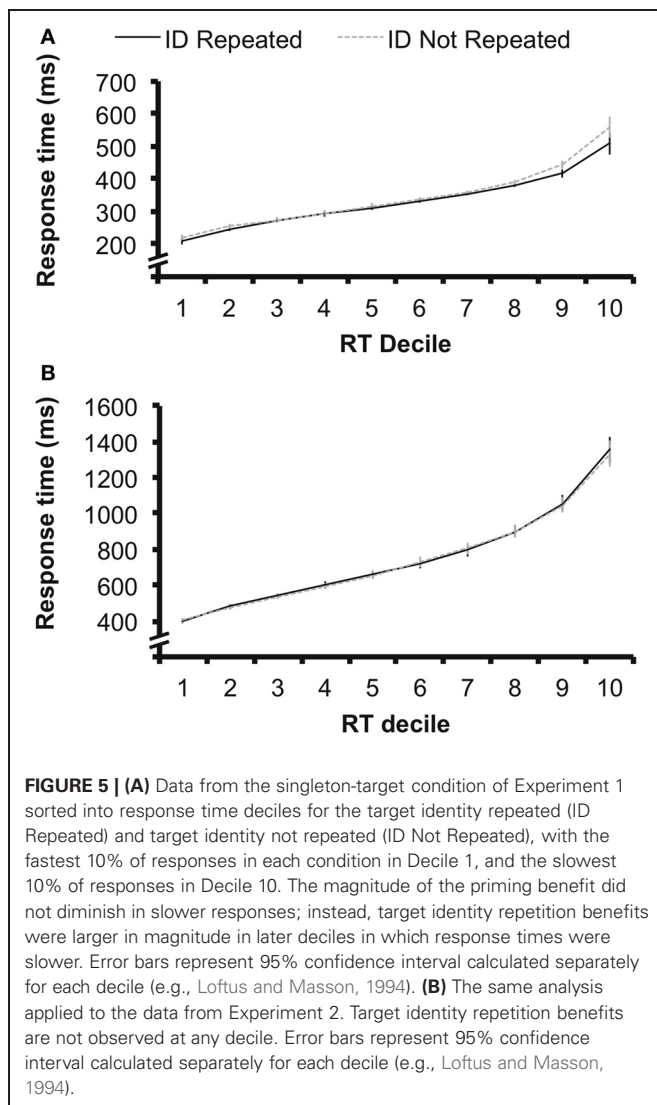 A
ID Repeated ID Not Repeated
Response time (ms)
700
600
500
400
300
200
1 2 3 4 5 6 7 8 9 10
RT Decile
B
Response time (ms)
1600
1400
1200
1000
800
600
400
1 2 3 4 5 6 7 8 9 10
RT decile
FIGURE 5 | (A) Data from the singleton-target condition of Experiment 1
sorted into response time deciles for the target identity repeated (ID
Repeated) and target identity not repeated (ID Not Repeated), with the
fastest 10% of responses in each condition in Decile 1, and the slowest
10% of responses in Decile 10. The magnitude of the priming benefit did
not diminish in slower responses; instead, target identity repetition benefits
were larger in magnitude in later deciles in which response times were
slower. Error bars represent 95% confidence interval calculated separately
for each decile (e.g., Loftus and Masson, 1994). (B) The same analysis
applied to the data from Experiment 2. Target identity repetition benefits
are not observed at any decile. Error bars represent 95% confidence
interval calculated separately for each decile (e.g., Loftus and Masson,
1994).